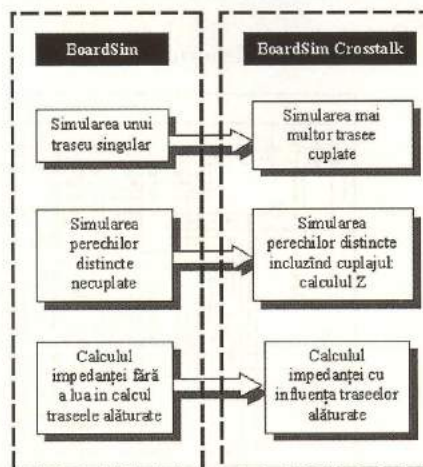 BoardSim
BoardSim Crosstalk
Simularea unui
traseu singular
Simularea mai
multor trasee
cuplate
Simularea
perechilor
distincte
necuplate
Simularea
perechilor distincte
incluzînd cuplajul:
calculul Z
Calculul
impedanței fără
a lua in calcul
traseele alăturate
Calculul
impedanței cu
influența traseelor
alăturate